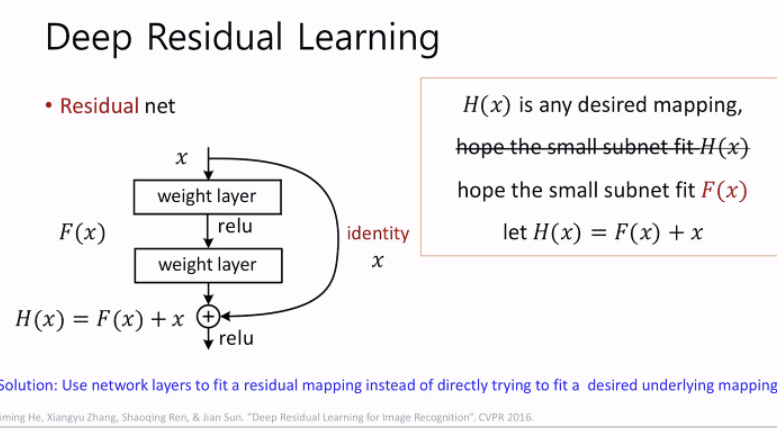 Deep Residual Learning
• Residual net
x
weight layer
relu
F(x)
weight layer
identity
x
H(x) = F(x) + x
relu
H(x) is any desired mapping,
hope the small subnet fit H(x)
hope the small subnet fit F(x)
let H(x) = F(x) + x
Solution: Use network layers to fit a residual mapping instead of directly trying to fit a desired underlying mapping
iming He, Xiangyu Zhang, Shaoqing Ren, & Jian Sun. "Deep Residual Learning for Image Recognition". CVPR 2016.